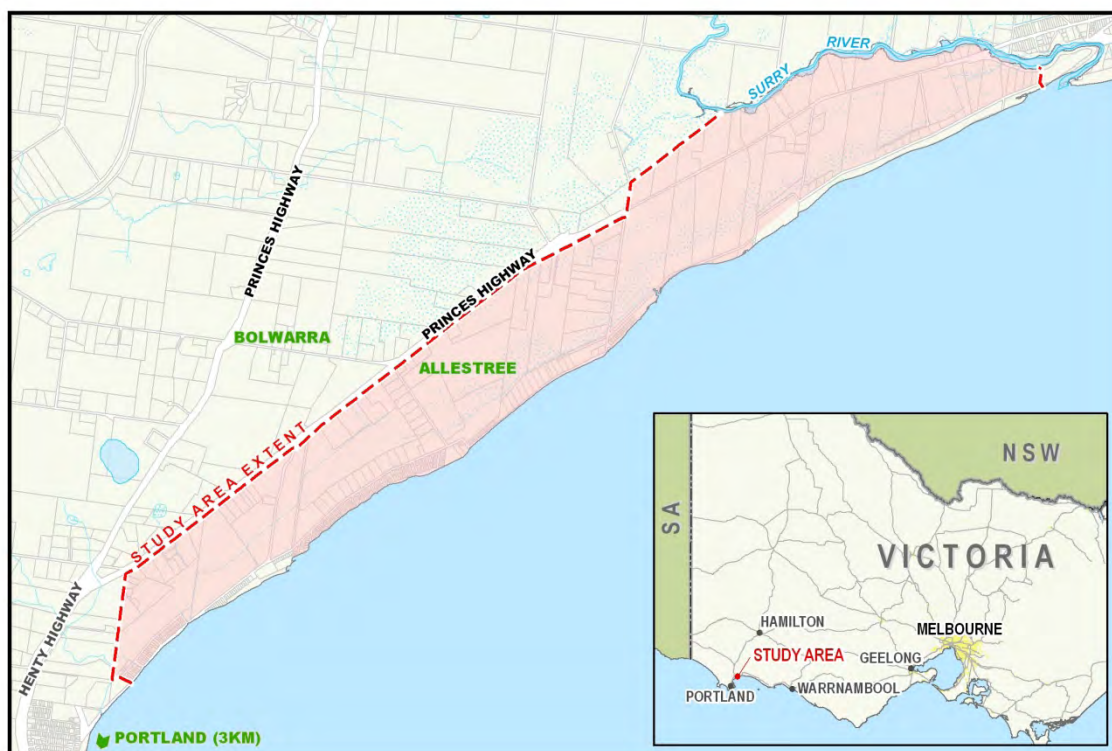 SURRY
RIVER
PRINCES HIGHWAY
PRINCES HIGHWAY
BOLWARRA
ALLESTREE
STUDY AREA EXTENT
HENTY HIGHWAY
PORTLAND (3KM)
SA
NSW
VICTORIA
HAMILTON
MELBOURNE
STUDY AREA
GEELONG
PORTLAND
WARRNAMBOOL